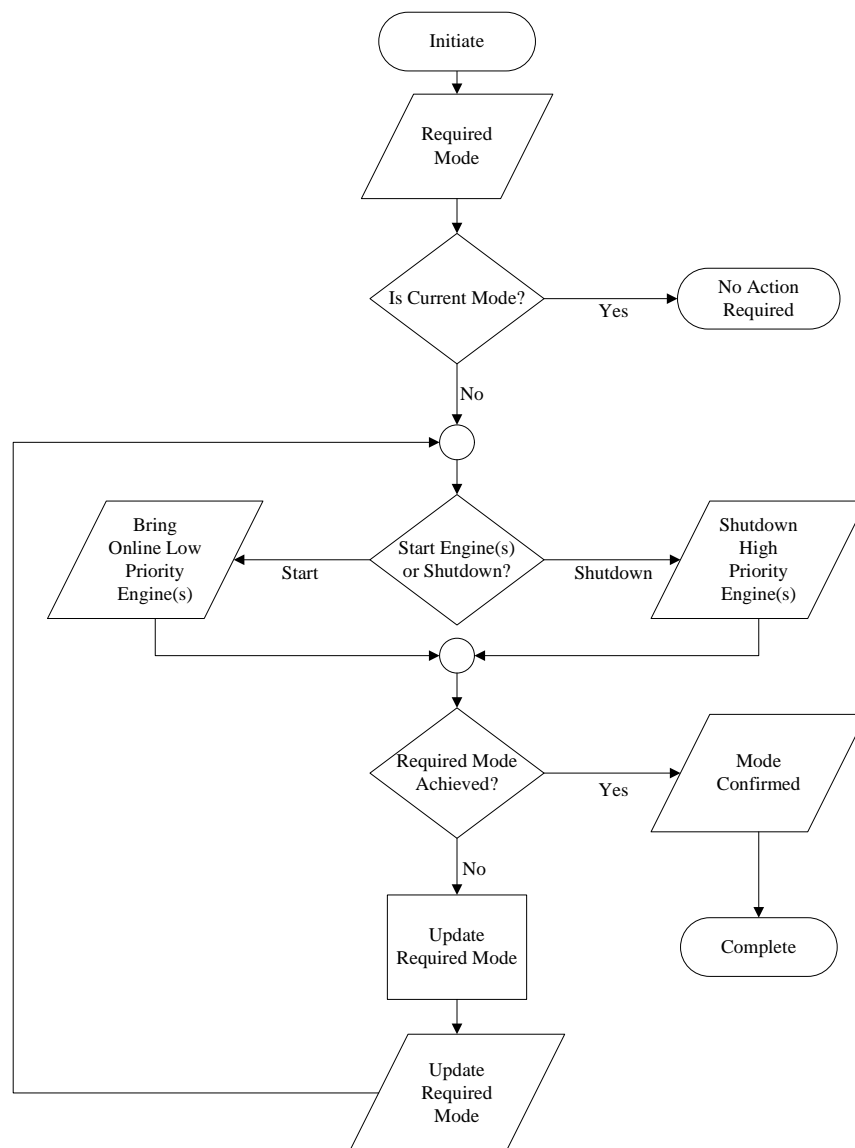 Initiate
Required
Mode
Is Current Mode?
Yes
No Action
Required
No
Bring
Online Low
Priority
Engine(s)
Start
Start Engine(s)
or Shutdown?
Shutdown
Shutdown
High
Priority
Engine(s)
Required Mode
Achieved?
Yes
Mode
Confirmed
No
Update
Required Mode
Complete
Update
Required
Mode